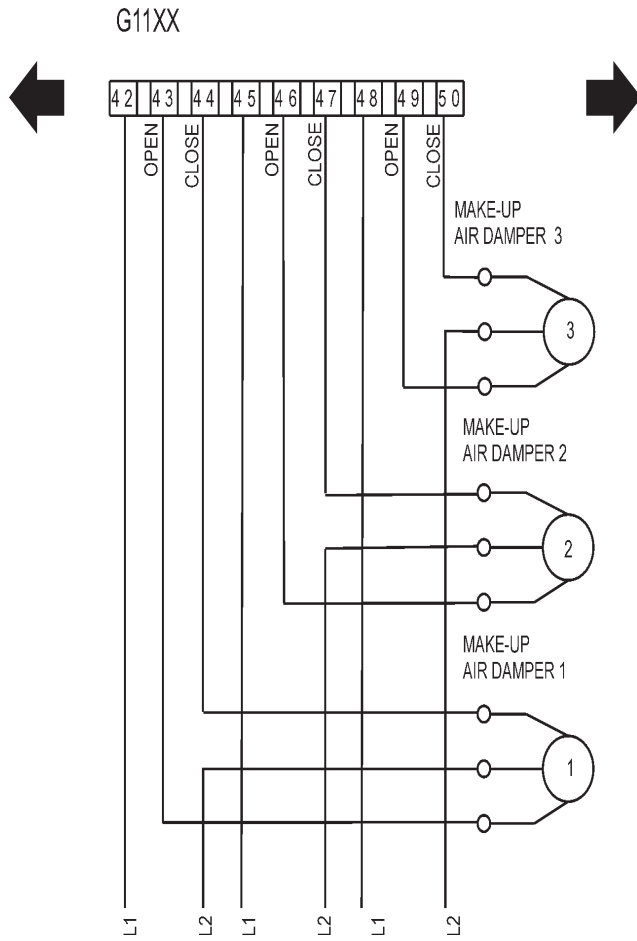 G11XX
42 43 44 45 46 47 48 49 50
OPEN CLOSE OPEN CLOSE OPEN CLOSE
MAKE-UP
AIR DAMPER 3
3
MAKE-UP
AIR DAMPER 2
2
MAKE-UP
AIR DAMPER 1
1
L1 L2 L1 L2 L1 L2